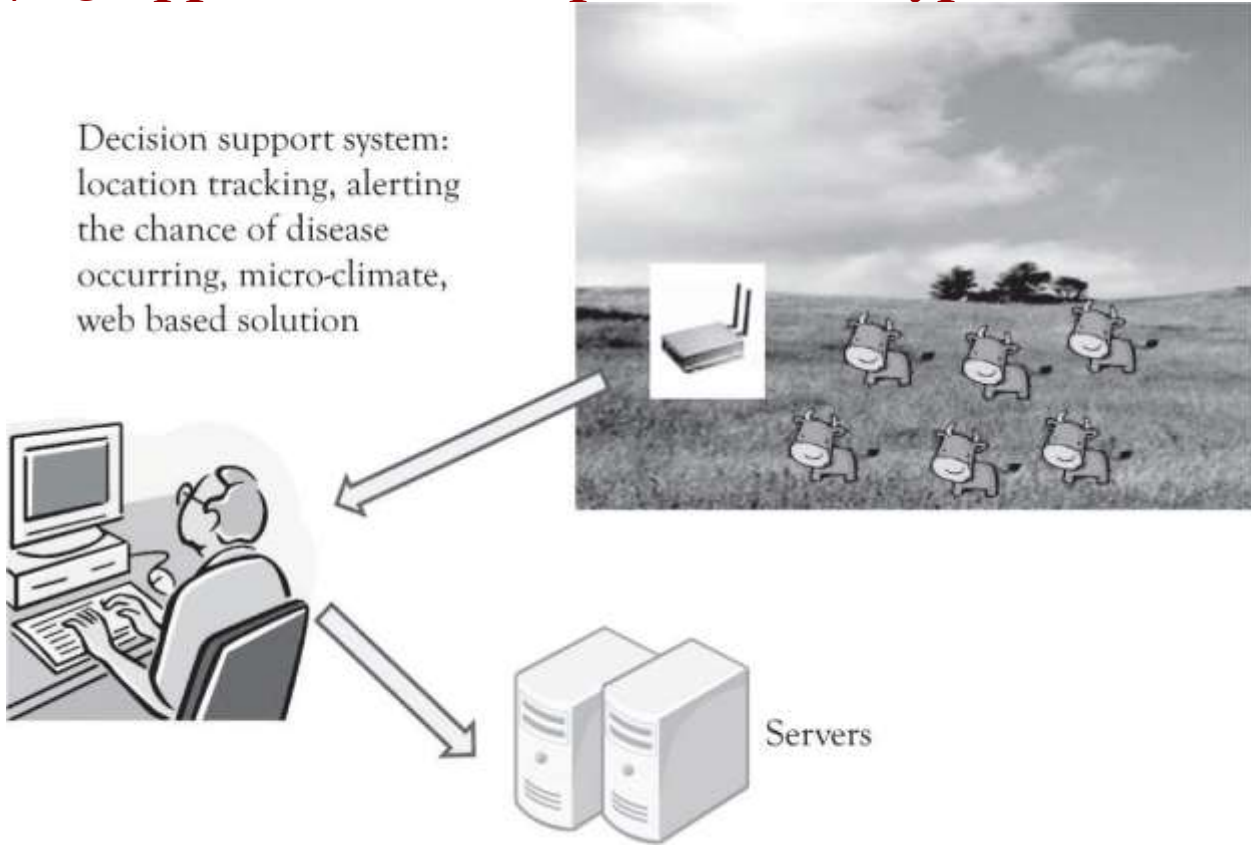 Decision support system:
location tracking, alerting
the chance of disease
occurring, micro-climate,
web based solution
Servers